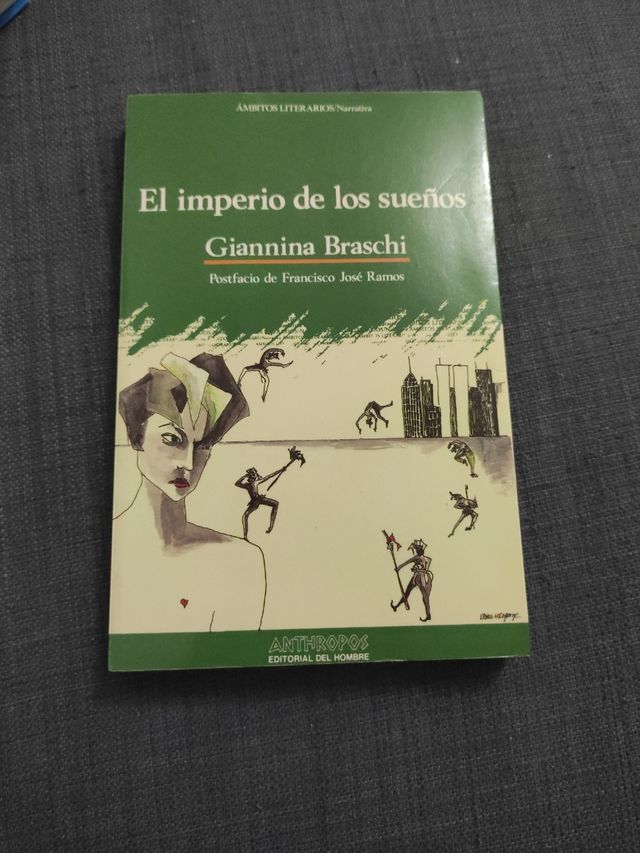 ÁMBITOS LITERARIOS/Narrativa
El imperio de los sueños
Giannina Braschi
Postfacio de Francisco José Ramos
ANTHROPOS
EDITORIAL DEL HOMBRE